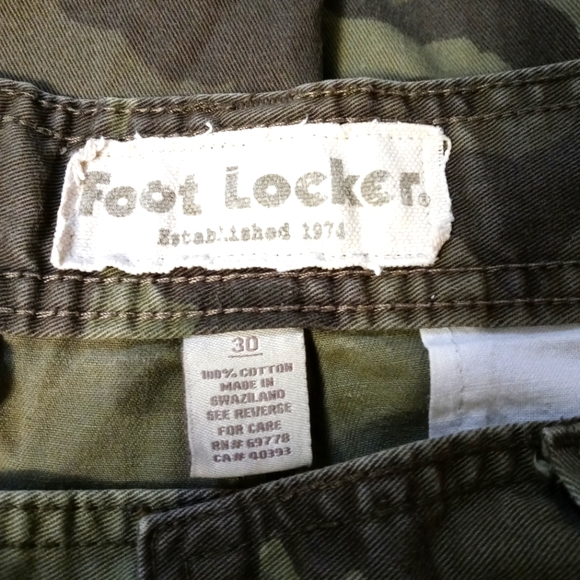 Foot Locker.
Established 1974
30
100% COTTON
MADE IN
SWAZILAND
SEE REVERSE
FOR CARE
RN# 69778
CA# 40393